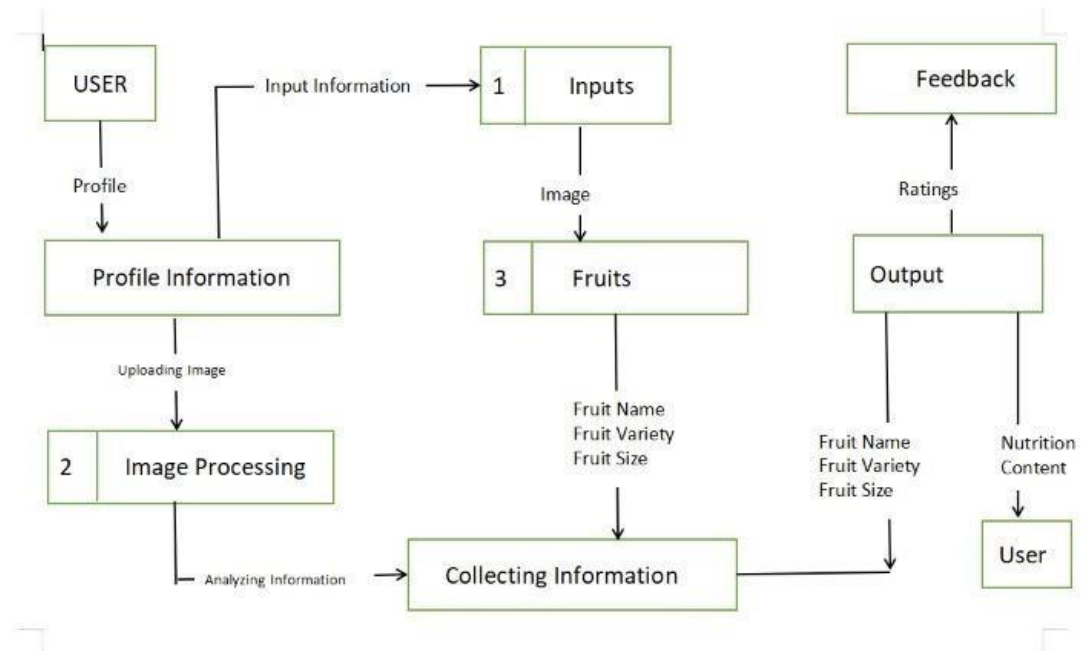 USER
Input Information
1
Inputs
Feedback
Profile
Image
Ratings
Profile Information
3
Fruits
Output
Uploading Image
Fruit Name
Fruit Variety
Fruit Size
Fruit Name
Fruit Variety
Fruit Size
Nutrition
Content
2
Image Processing
User
Analyzing Information
Collecting Information